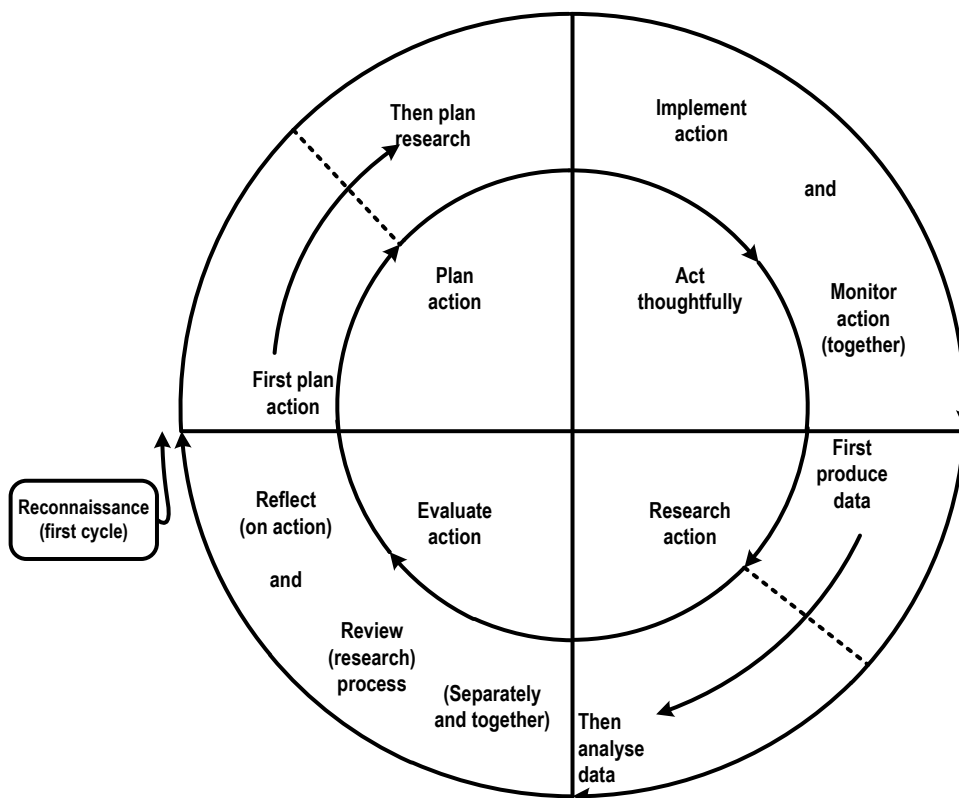 Then plan
research
Implement
action
and
Plan
action
Act
thoughtfully
Monitor
action
(together)
First plan
action
Reconnaissance
(first cycle)
Reflect
(on action)
and
Review
(research)
process
(Separately
and together)
Evaluate
action
Research
action
First
produce
data
Then
analyse
data